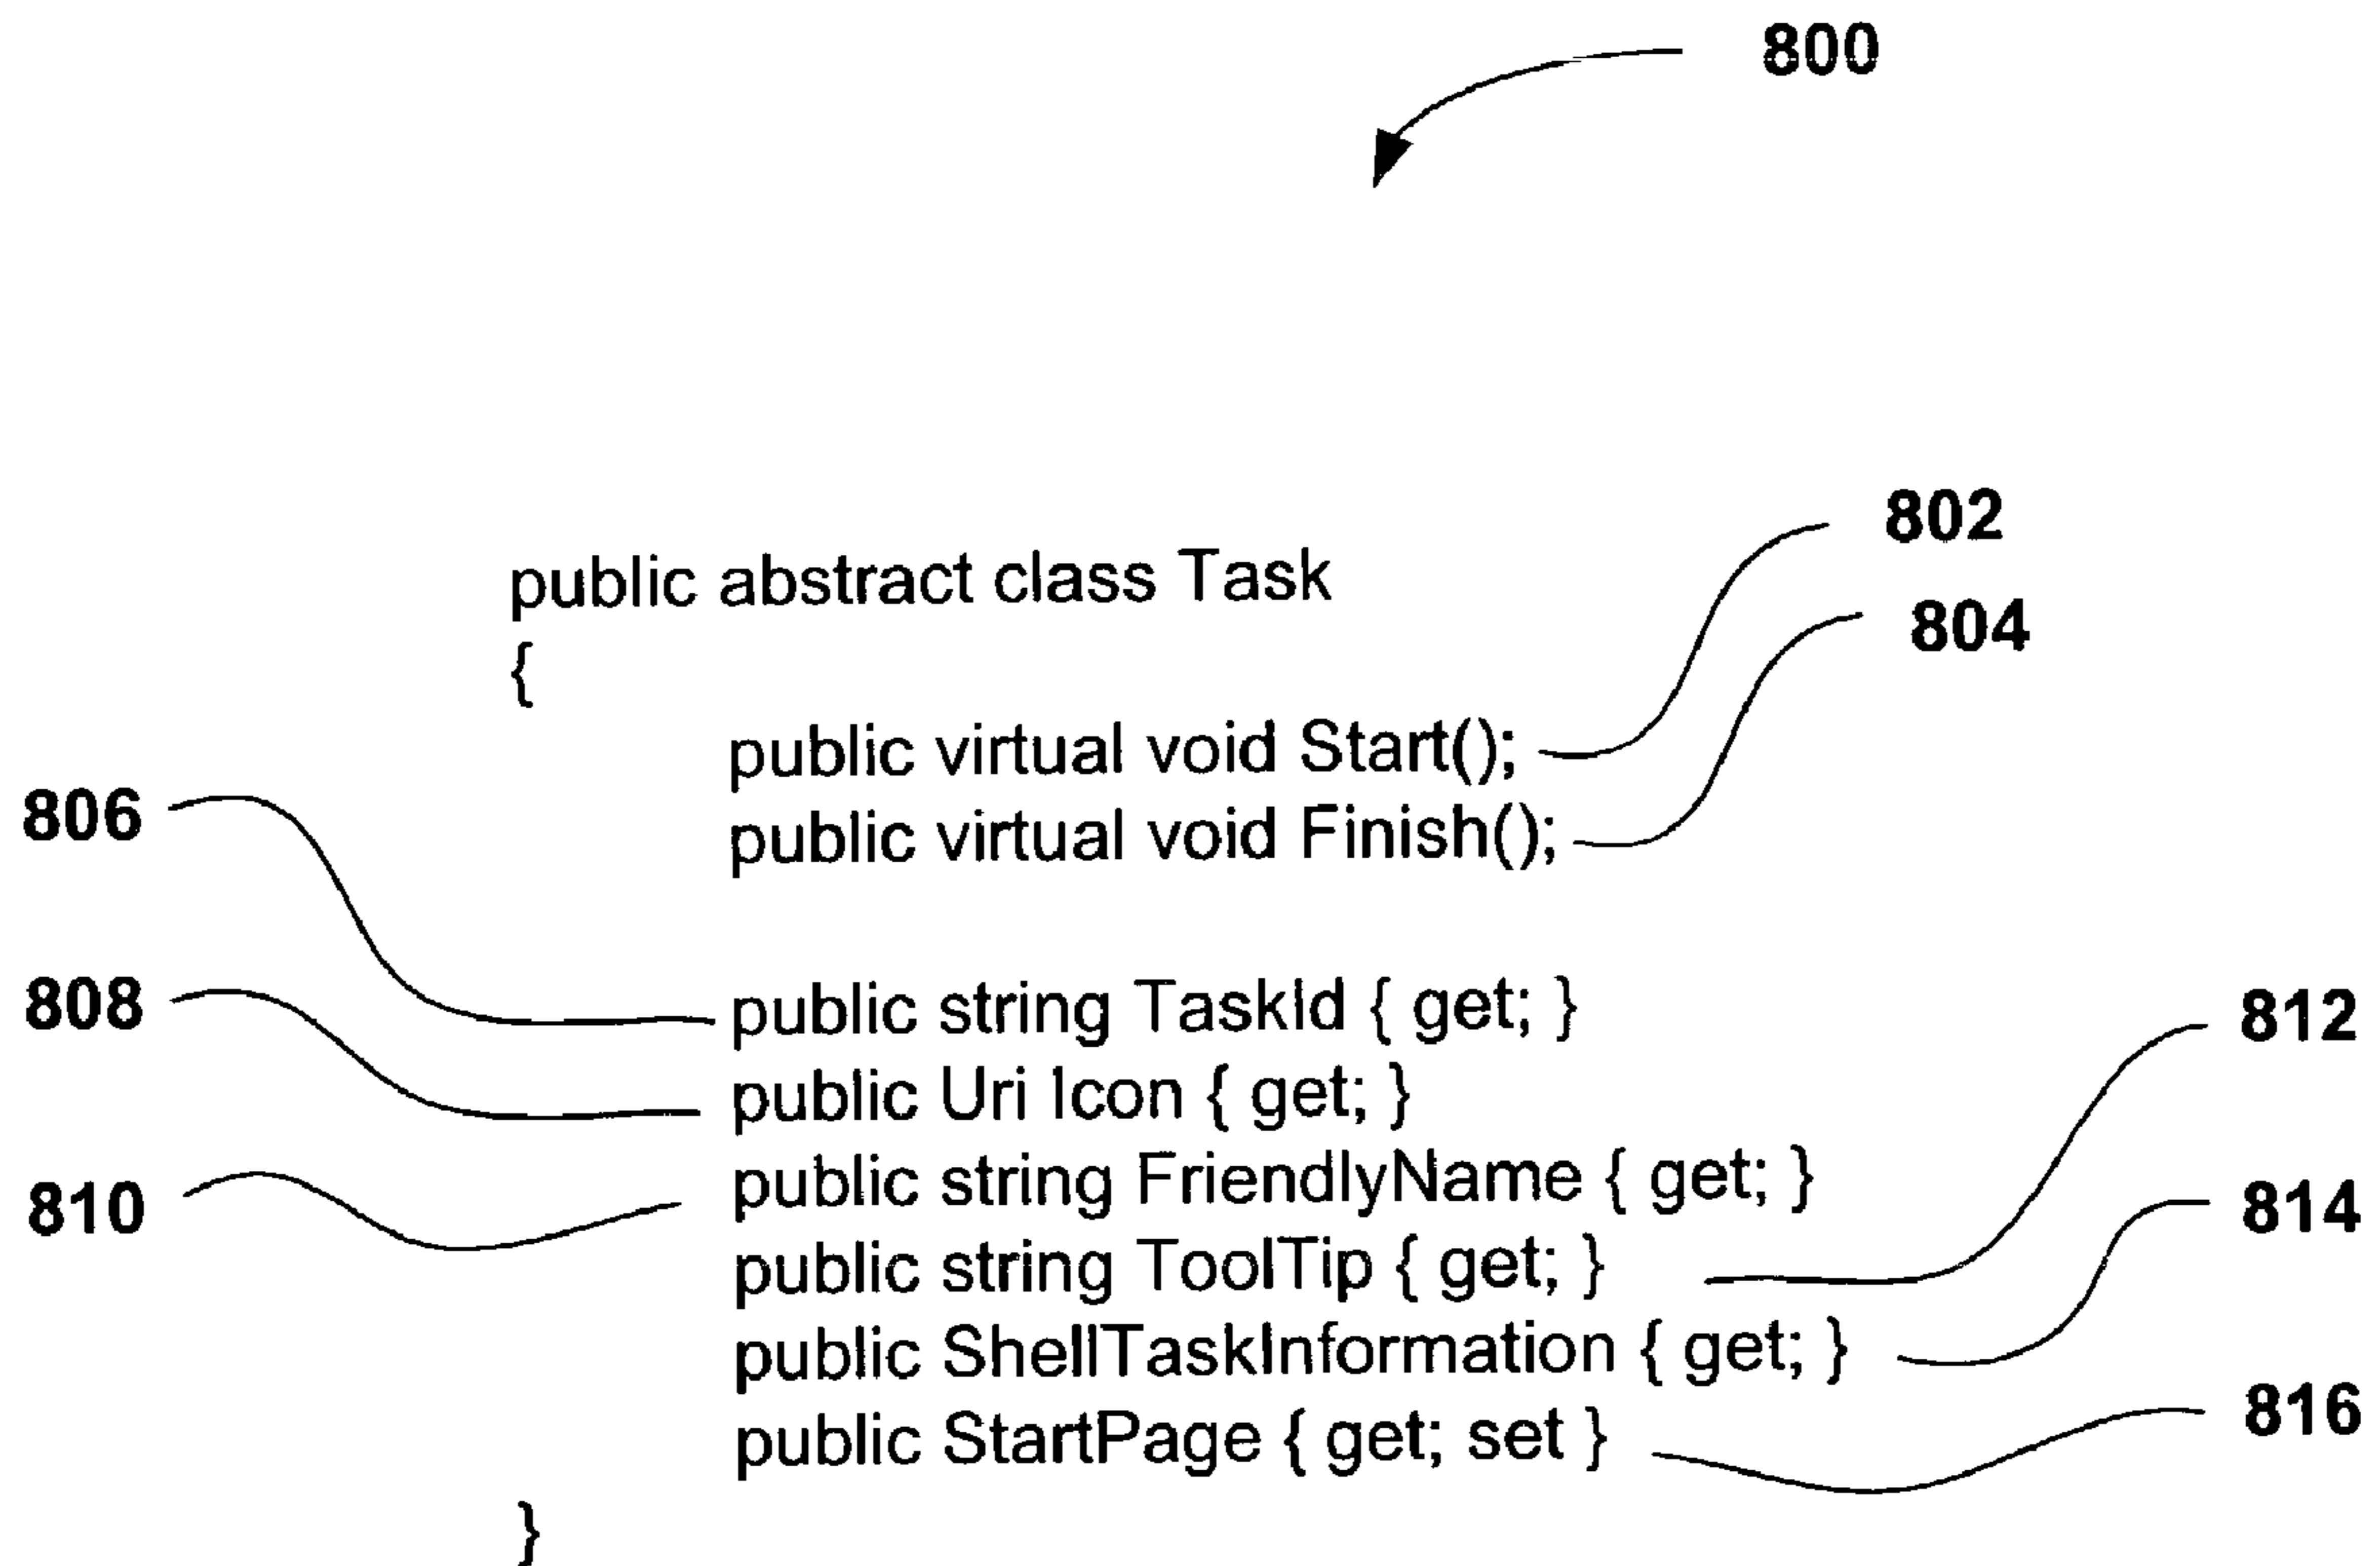 800
802
public abstract class Task
804
{
public virtual void Start();
806
public virtual void Finish();
808
public string TaskId { get; }
812
public Uri Icon { get; }
810
public string FriendlyName { get; }
814
public string ToolTip { get; }
public ShellTaskInformation { get; }
816
public StartPage { get; set }
}